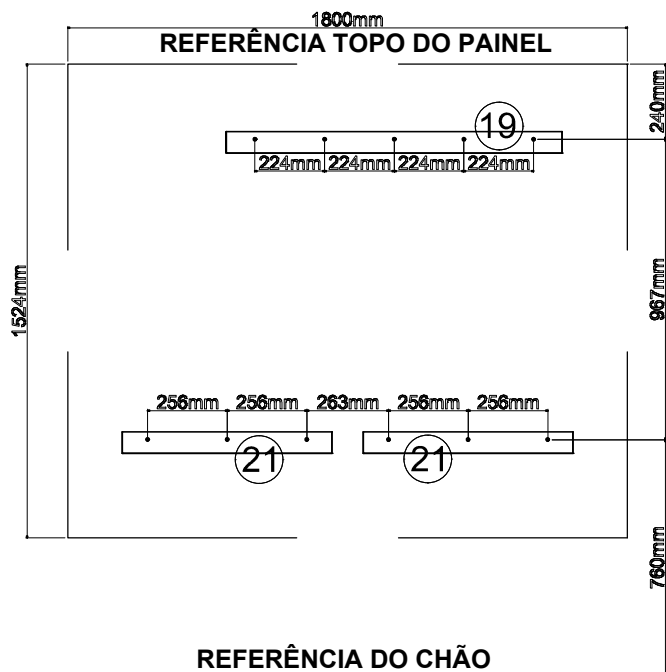 1800mm
REFERÊNCIA TOPO DO PAINEL
240mm
19
224mm 224mm 224mm 224mm
1524mm
967mm
256mm 256mm 263mm 256mm 256mm
21 21
760mm
REFERÊNCIA DO CHÃO